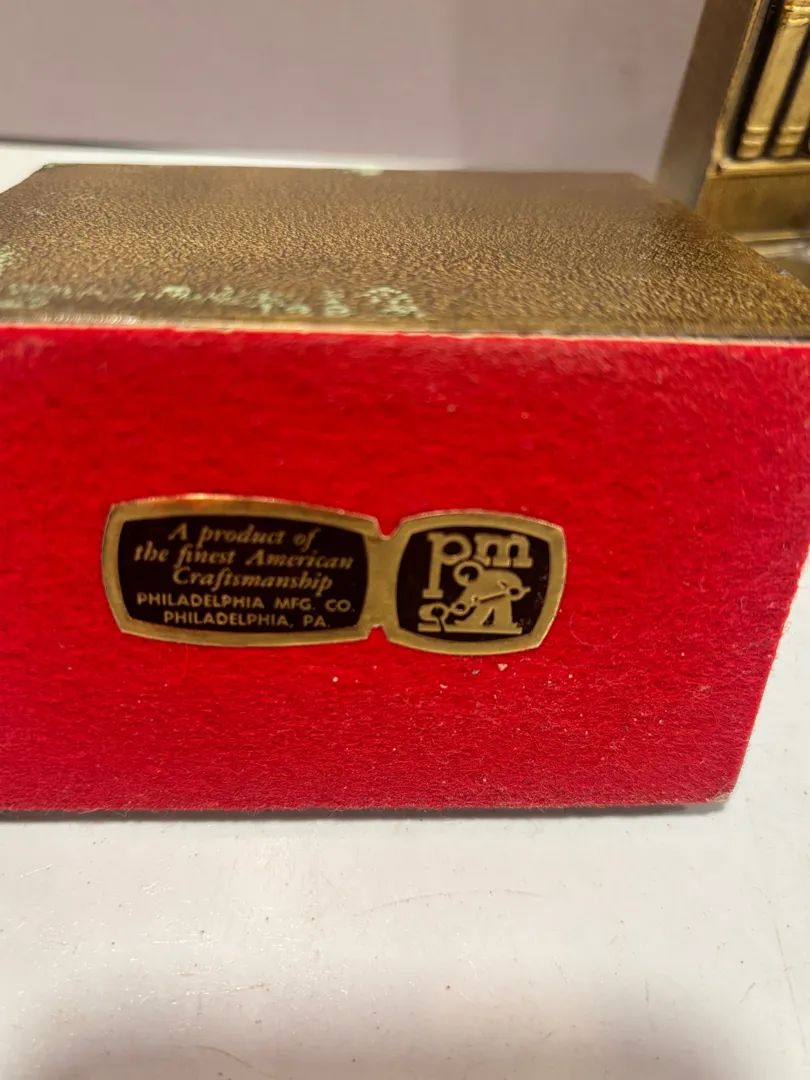 A product of
the finest American
Craftsmanship
PHILADELPHIA MFG. CO.
PHILADELPHIA, PA.
pm